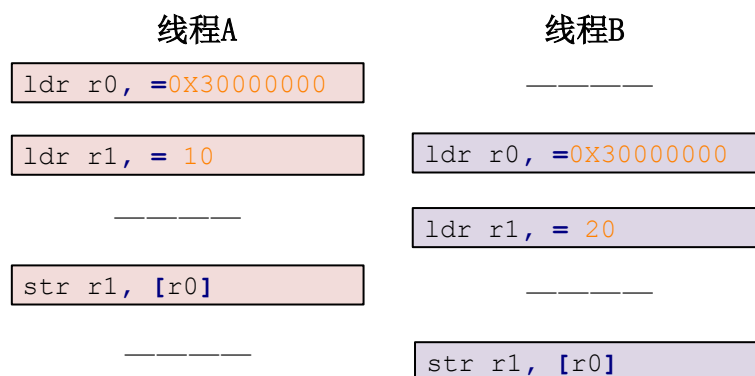 线程A
ldr r0, =0X30000000
ldr r1, = 10
————
str r1, [r0]
————
线程B
————
ldr r0, =0X30000000
ldr r1, = 20
————
str r1, [r0]